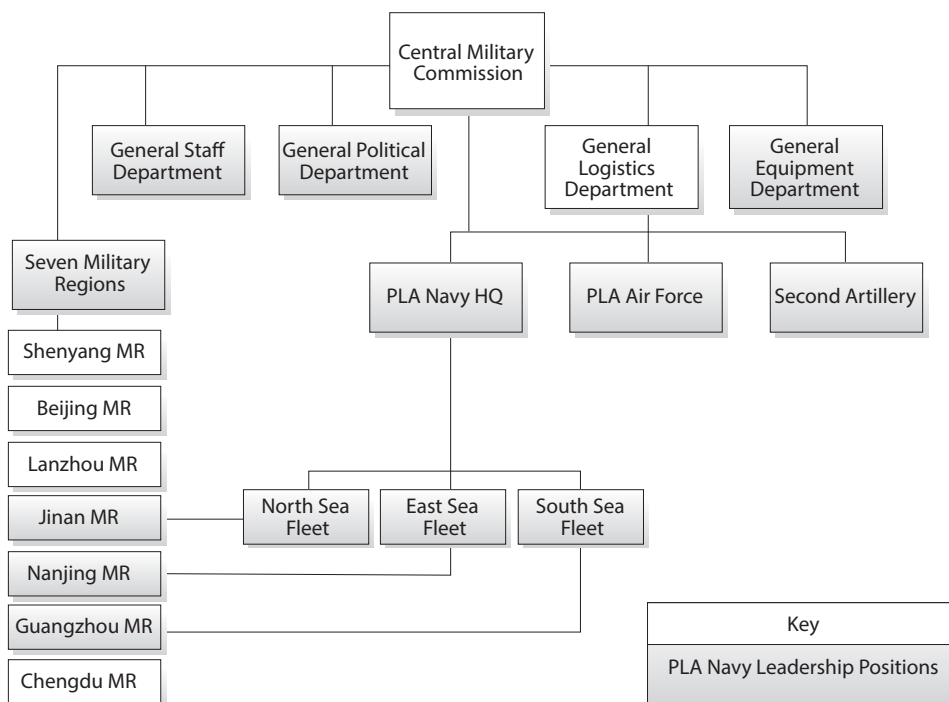 Central Military
Commission
General Staff
Department
General Political
Department
General
Logistics
Department
General
Equipment
Department
Seven Military
Regions
PLA Navy HQ
PLA Air Force
Second Artillery
Shenyang MR
Beijing MR
Lanzhou MR
Jinan MR
Nanjing MR
Guangzhou MR
Chengdu MR
North Sea
Fleet
East Sea
Fleet
South Sea
Fleet
Key
PLA Navy Leadership Positions